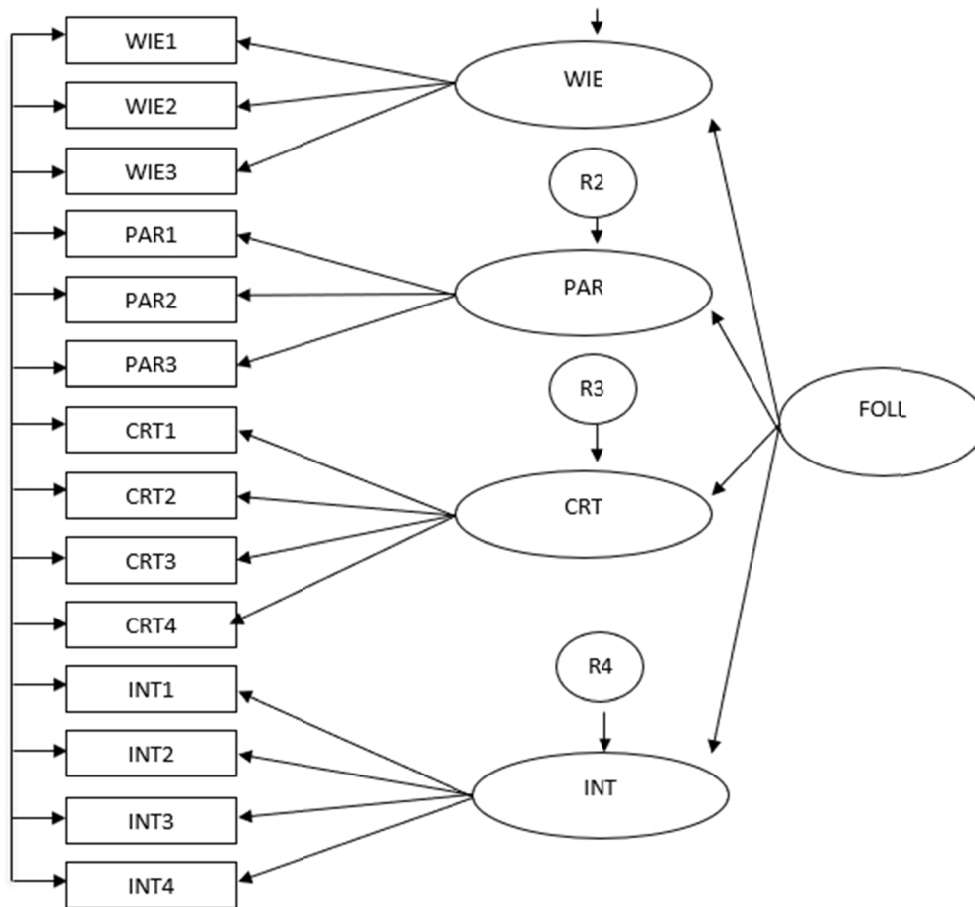 WIE1
WIE2
WIE3
PAR1
PAR2
PAR3
CRT1
CRT2
CRT3
CRT4
INT1
INT2
INT3
INT4
WIE
R2
PAR
R3
CRT
R4
INT
FOLL